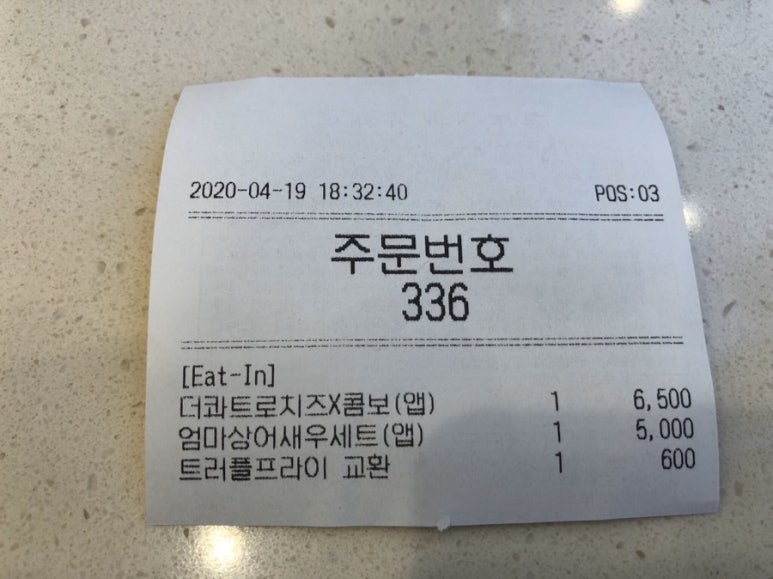 2020-04-19 18:32:40 POS:03
주문번호
336
[Eat-In]
더콰트로치즈X콤보(앱) 1 6,500
엄마상어새우세트(앱) 1 5,000
트러플프라이 교환 1 600